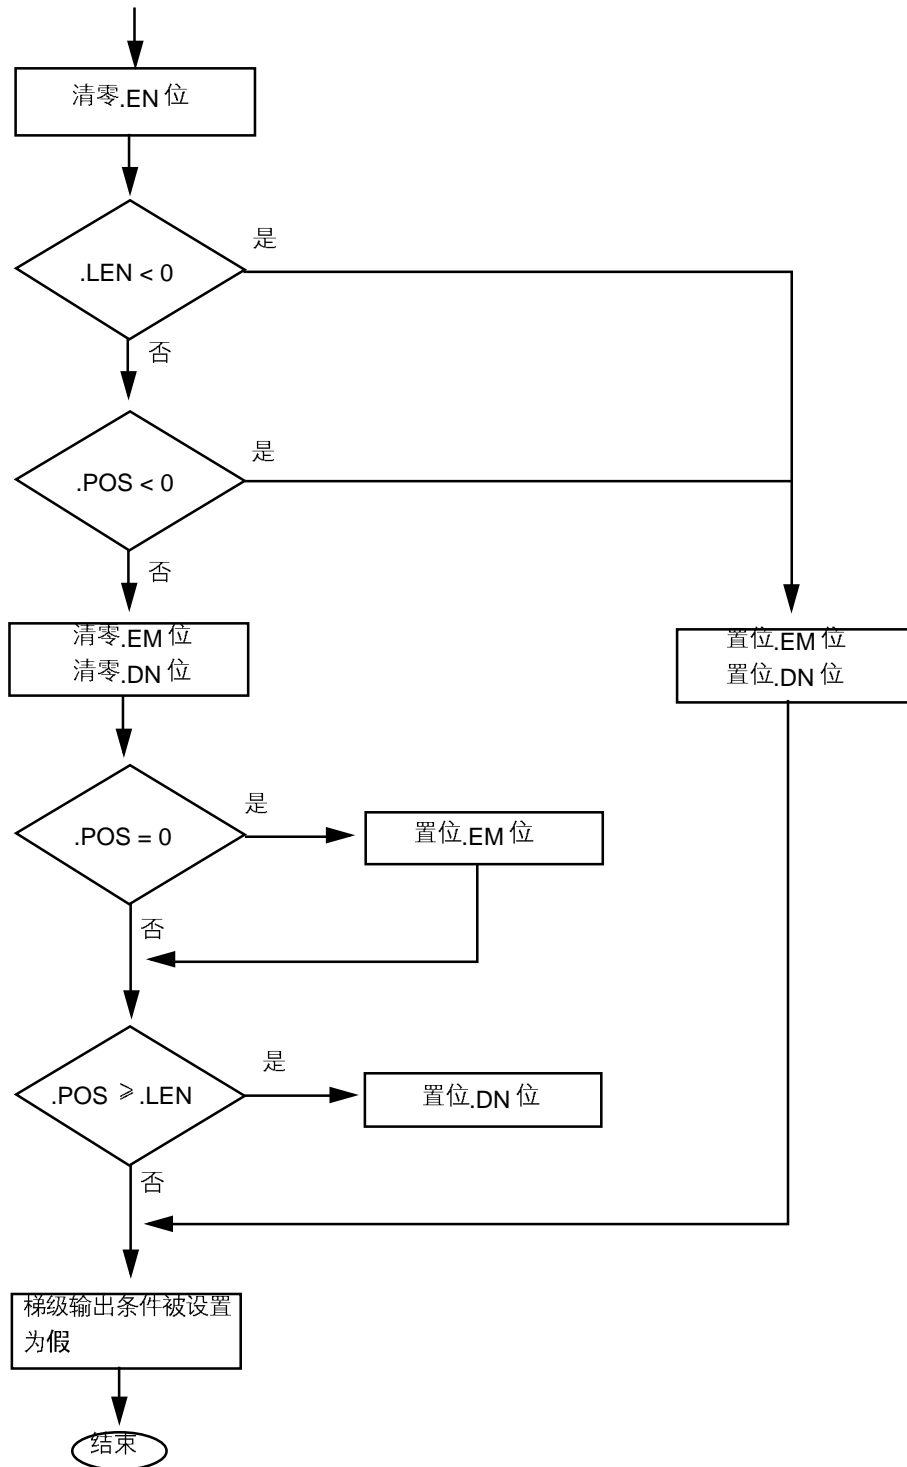 清零.EN 位
是
.LEN < 0
否
是
.POS < 0
否
清零.EM 位
清零.DN 位
置位.EM 位
置位.DN 位
是
.POS = 0
置位.EM 位
否
是
.POS ⩾ .LEN
置位.DN 位
否
梯级输出条件被设置
为假
结束